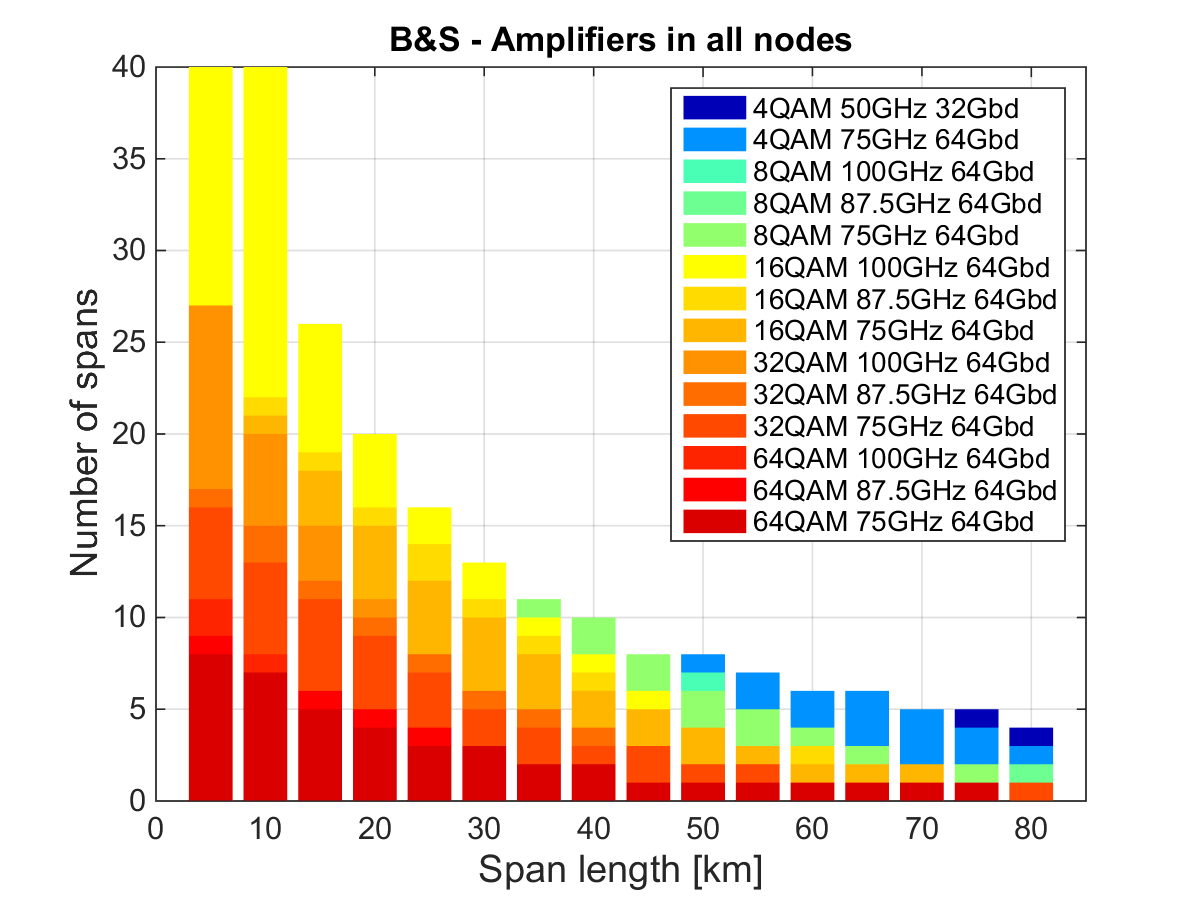 B&S - Amplifiers in all nodes
40
35
30
25
20
15
10
5
0
Number of spans
4QAM 50GHz 32Gbd
4QAM 75GHz 64Gbd
8QAM 100GHz 64Gbd
8QAM 87.5GHz 64Gbd
8QAM 75GHz 64Gbd
16QAM 100GHz 64Gbd
16QAM 87.5GHz 64Gbd
16QAM 75GHz 64Gbd
32QAM 100GHz 64Gbd
32QAM 87.5GHz 64Gbd
32QAM 75GHz 64Gbd
64QAM 100GHz 64Gbd
64QAM 87.5GHz 64Gbd
64QAM 75GHz 64Gbd
0 10 20 30 40 50 60 70 80
Span length [km]